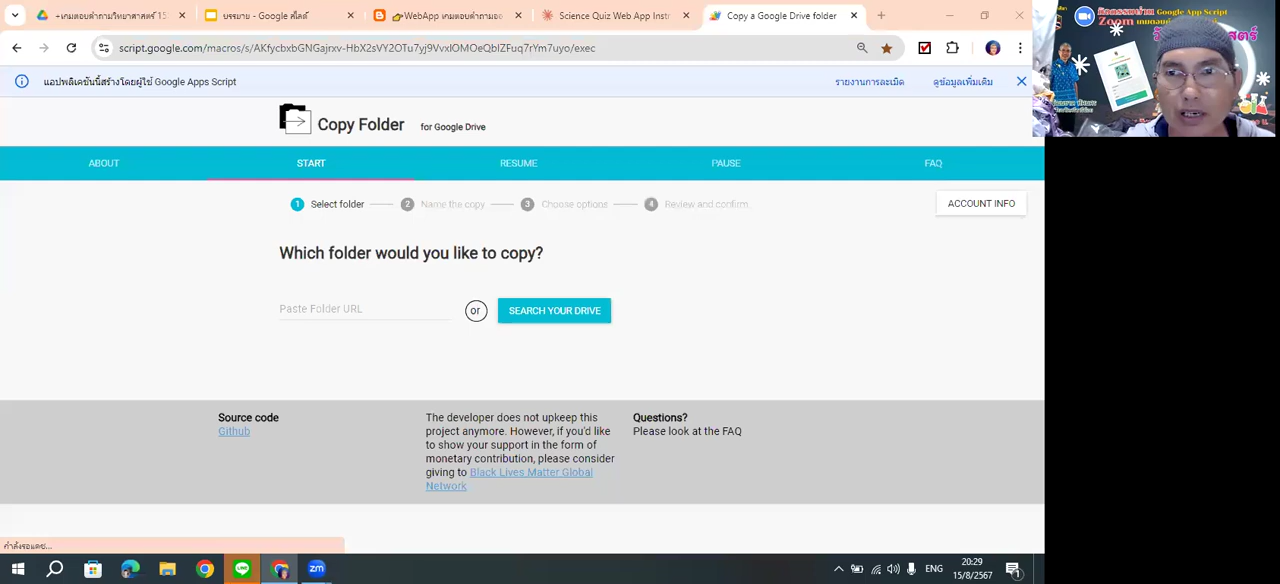 +เกมตอบคำถามวิทยาศาสตร์ 15
บรรยาย - Google สไลด์
👉WebApp เกมตอบคำถามออ
Science Quiz Web App Instr
Copy a Google Drive folder
script.google.com/macros/s/AKfycbxbGNGajrxv-HbX2sVY2OTu7yj9VvxIOMOeQbIZFuq7rYm7uyo/exec
แอปพลิเคชันนี้สร้างโดยผู้ใช้ Google Apps Script
รายงานการละเมิด
ดูข้อมูลเพิ่มเติม
Copy Folder for Google Drive
ABOUT
START
RESUME
PAUSE
FAQ
1 Select folder
2 Name the copy
3 Choose options
4 Review and confirm
ACCOUNT INFO
Which folder would you like to copy?
Paste Folder URL
or
SEARCH YOUR DRIVE
Source code
Github
The developer does not upkeep this
project anymore. However, if you'd like
to show your support in the form of
monetary contribution, please consider
giving to Black Lives Matter Global
Network
Questions?
Please look at the FAQ
กำลังรอแคช...
zm
ENG
20:29
15/8/2567
1
Google App Script
Zoom